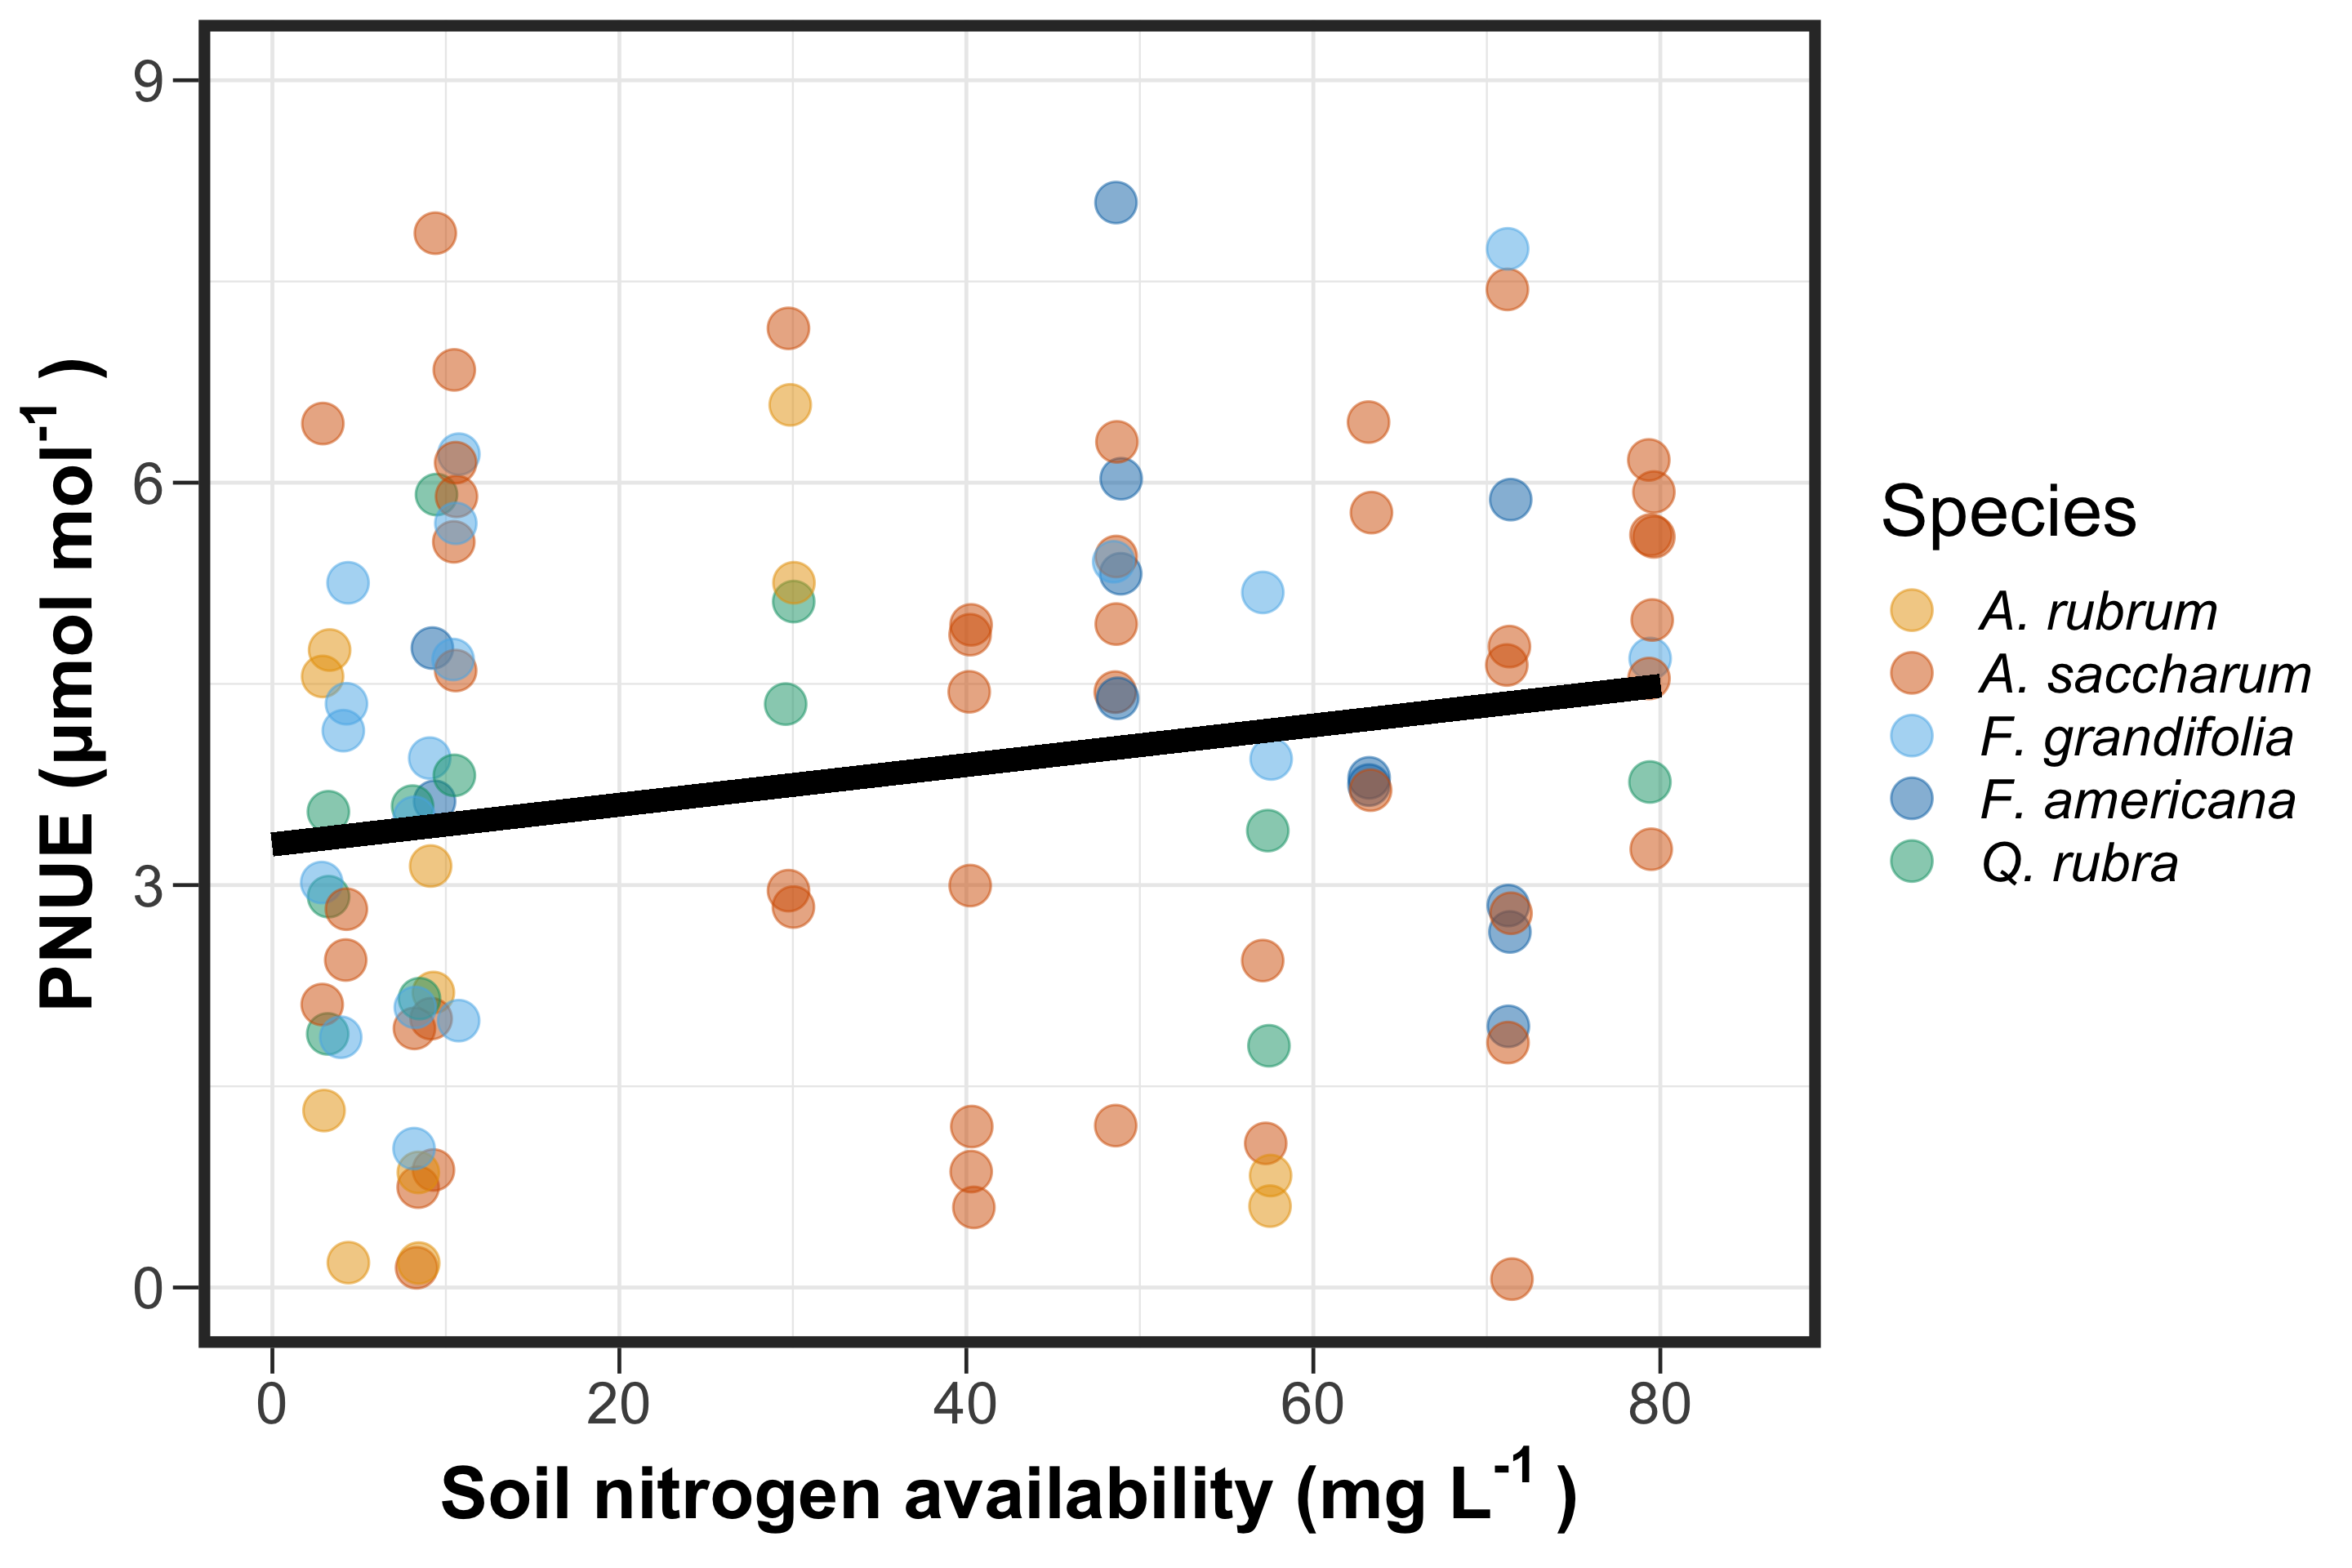 9
6
3
0
PNUE (µmol mol-1 )
0 20 40 60 80
Soil nitrogen availability (mg L-1 )
Species
A. rubrum
A. saccharum
F. grandifolia
F. americana
Q. rubra